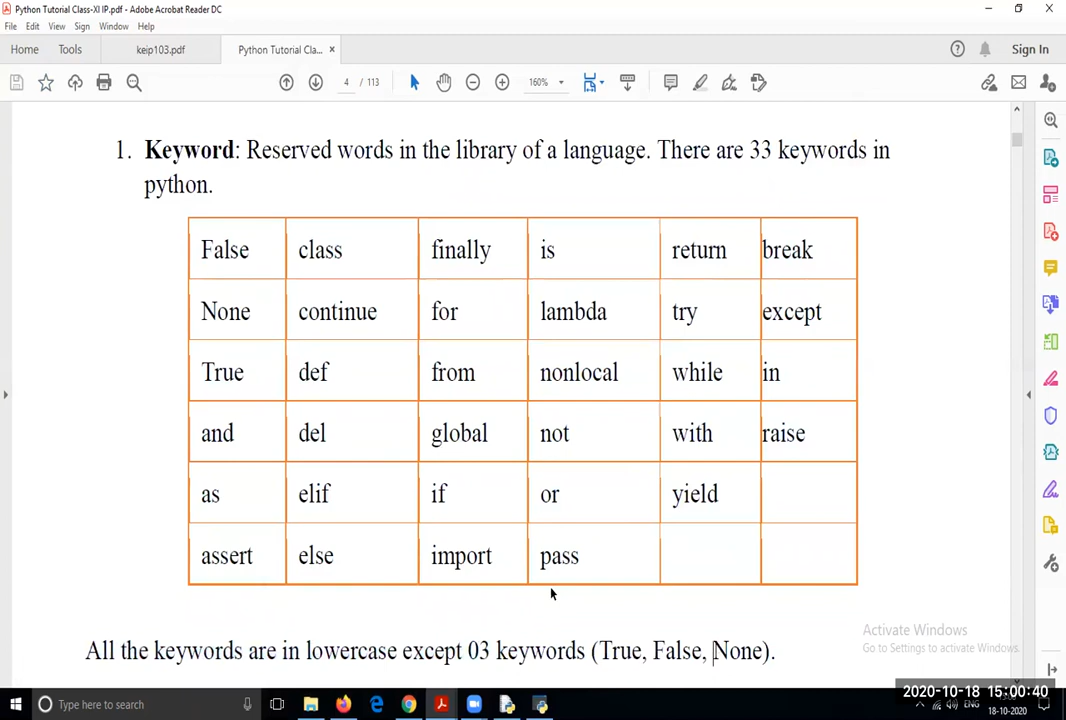 Python Tutorial Class-XI IP.pdf - Adobe Acrobat Reader DC
File Edit View Sign Window Help
Home Tools keip103.pdf Python Tutorial Cla... × Sign In
4 / 113 160%
1. Keyword: Reserved words in the library of a language. There are 33 keywords in
python.
False class finally is return break
None continue for lambda try except
True def from nonlocal while in
and del global not with raise
as elif if or yield
assert else import pass
All the keywords are in lowercase except 03 keywords (True, False, None).
Activate Windows
Go to Settings to activate Windows.
2020-10-18 15:00:40
Type here to search ENG 18-10-2020